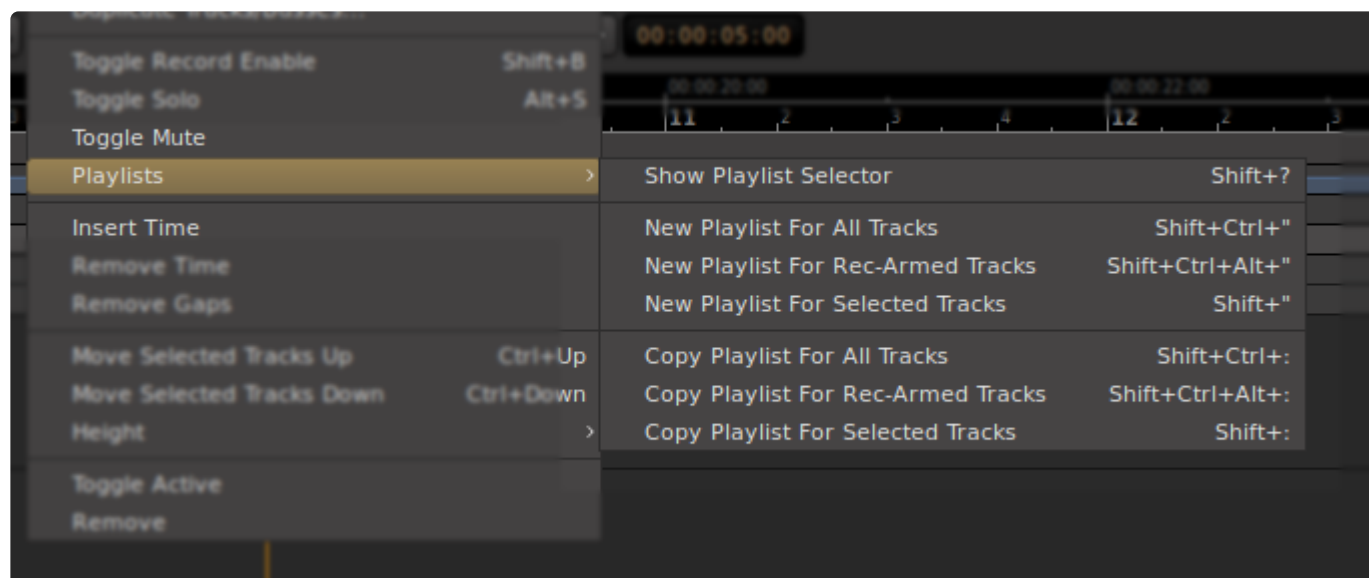 Duplicate Tracks/Busses...
00:00:05:00
Toggle Record Enable Shift+B
00:00:20:00 00:00:22:00
Toggle Solo Alt+S
11 2 3 4 12 2 3
Toggle Mute
Playlists >
Show Playlist Selector Shift+?
Insert Time
New Playlist For All Tracks Shift+Ctrl+"
Remove Time
New Playlist For Rec-Armed Tracks Shift+Ctrl+Alt+"
Remove Gaps
New Playlist For Selected Tracks Shift+"
Move Selected Tracks Up Ctrl+Up
Copy Playlist For All Tracks Shift+Ctrl+:
Move Selected Tracks Down Ctrl+Down
Copy Playlist For Rec-Armed Tracks Shift+Ctrl+Alt+:
Height >
Copy Playlist For Selected Tracks Shift+:
Toggle Active
Remove